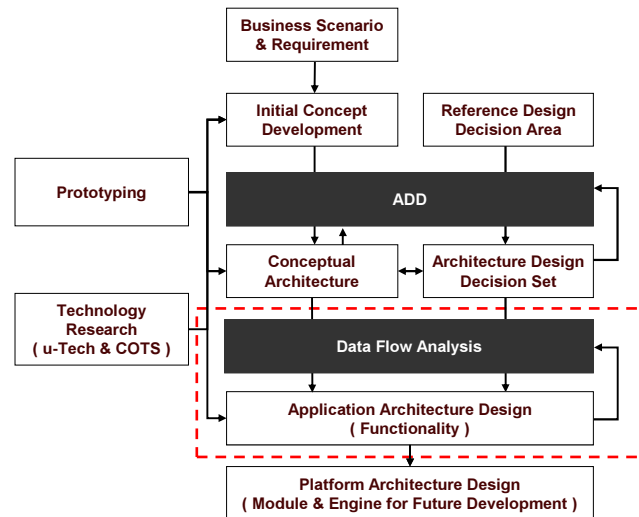 Business Scenario
& Requirement
Initial Concept
Development
Reference Design
Decision Area
Prototyping
ADD
Conceptual
Architecture
Architecture Design
Decision Set
Technology
Research
( u-Tech & COTS )
Data Flow Analysis
Application Architecture Design
( Functionality )
Platform Architecture Design
( Module & Engine for Future Development )